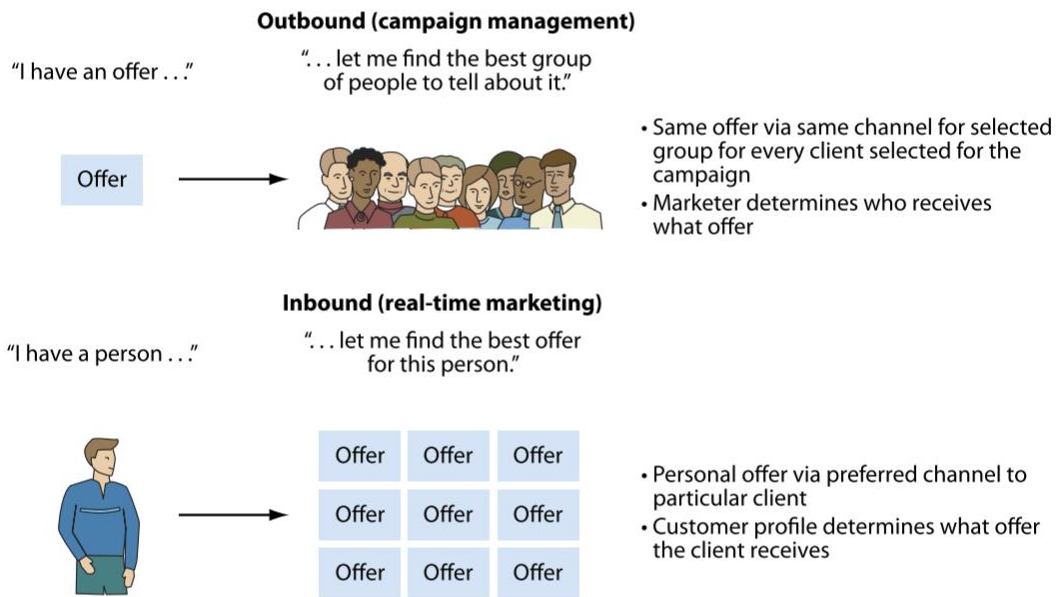 Outbound (campaign management)
“I have an offer . . .”
“. . . let me find the best group
of people to tell about it.”
Offer
• Same offer via same channel for selected
group for every client selected for the
campaign
• Marketer determines who receives
what offer
Inbound (real-time marketing)
“I have a person . . .”
“. . . let me find the best offer
for this person.”
Offer Offer Offer
Offer Offer Offer
Offer Offer Offer
• Personal offer via preferred channel to
particular client
• Customer profile determines what offer
the client receives